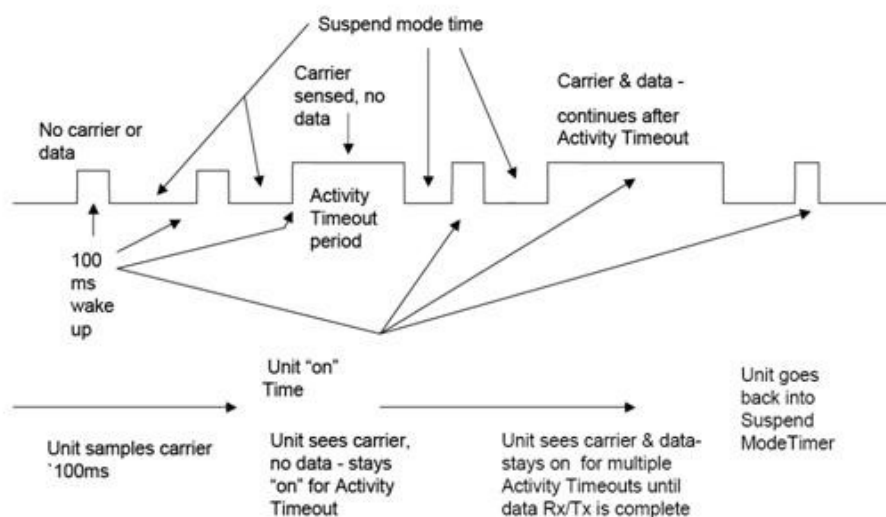 Suspend mode time
Carrier
sensed, no
data
Carrier & data -
continues after
Activity Timeout
No carrier or
data
Activity
Timeout
period
100
ms
wake
up
Unit "on"
Time
Unit goes
back into
Suspend
ModeTimer
Unit samples carrier
`100ms
Unit sees carrier,
no data - stays
"on" for Activity
Timeout
Unit sees carrier & data-
stays on for multiple
Activity Timeouts until
data Rx/Tx is complete